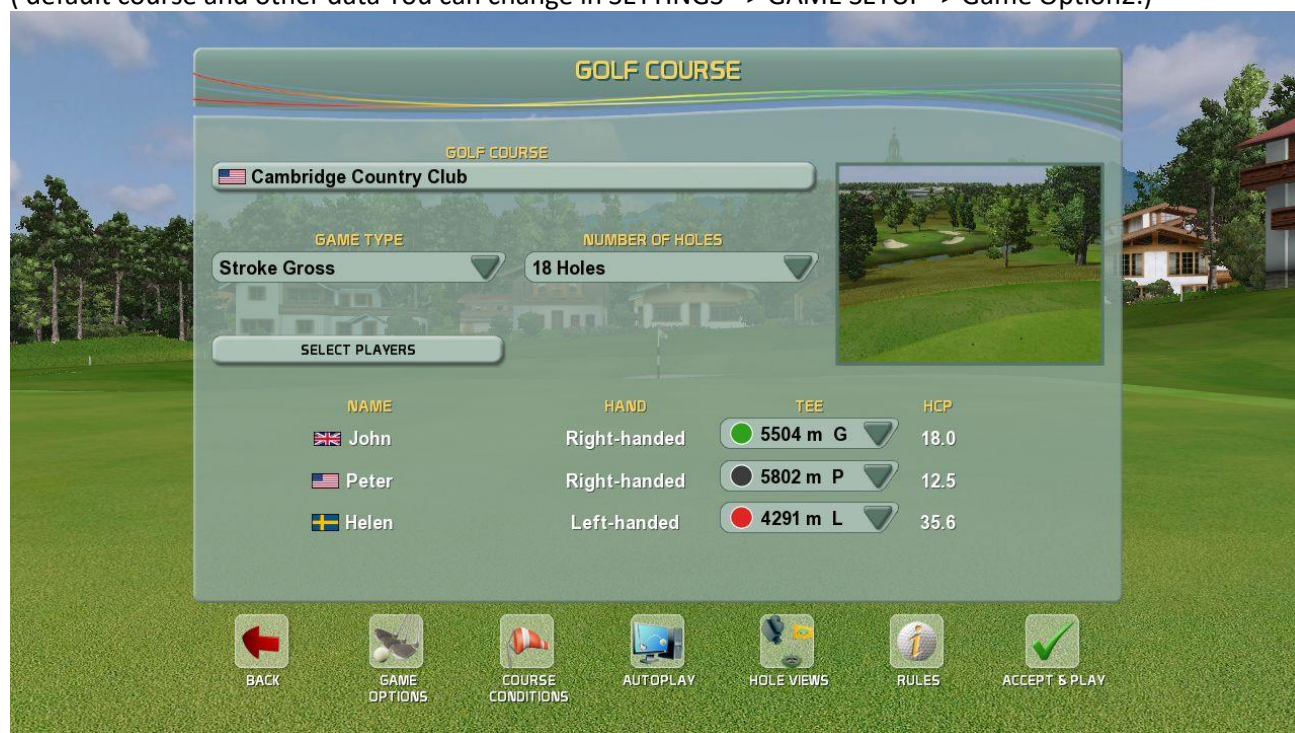 ( default course and other data You can change in SETTINGS -> GAME SETUP -> Game Option2.)
GOLF COURSE
GOLF COURSE
Cambridge Country Club
GAME TYPE NUMBER OF HOLES
Stroke Gross 18 Holes
SELECT PLAYERS
NAME HAND TEE HCP
John Right-handed 5504 m G 18.0
Peter Right-handed 5802 m P 12.5
Helen Left-handed 4291 m L 35.6
BACK GAME OPTIONS COURSE CONDITIONS AUTOPLAY HOLE VIEWS RULES ACCEPT & PLAY